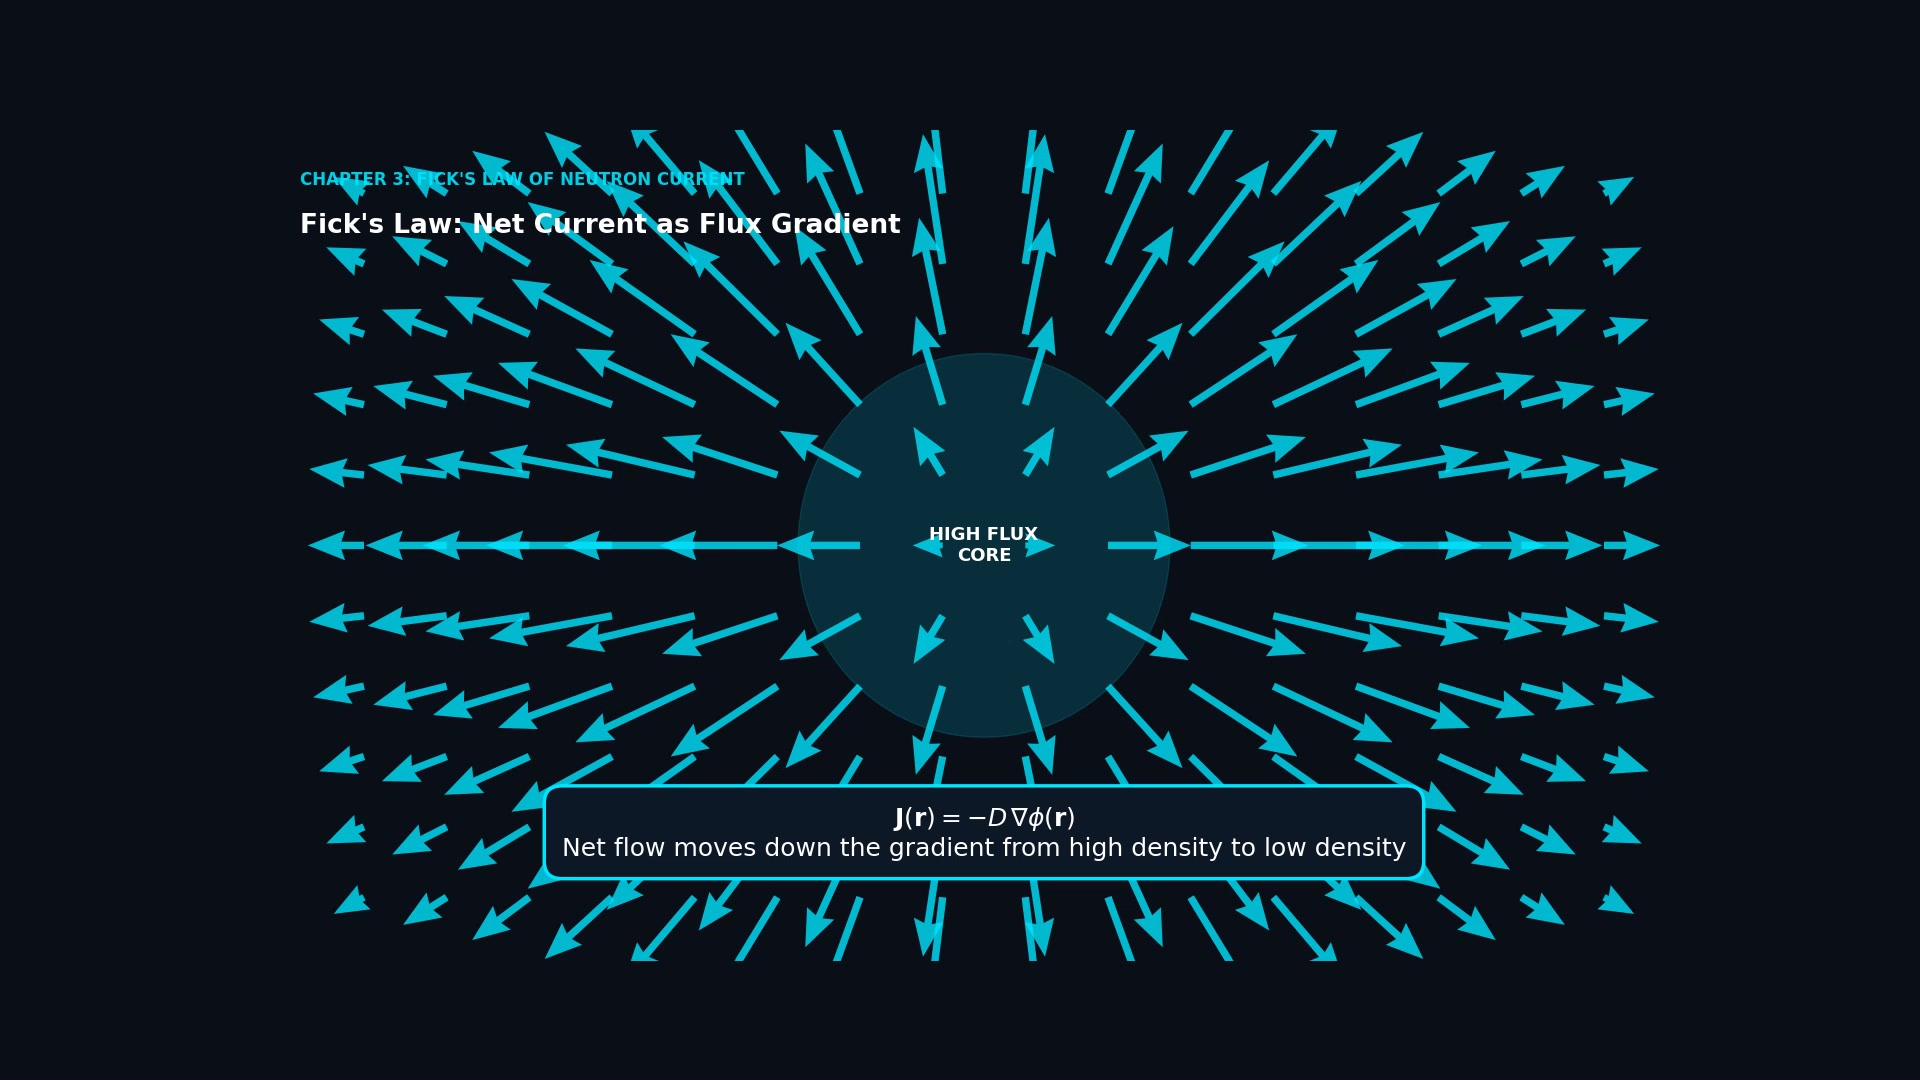 CHAPTER 3: FICK'S LAW OF NEUTRON CURRENT
Fick's Law: Net Current as Flux Gradient
HIGH FLUX
CORE
J(r) = −D ∇ϕ(r)
Net flow moves down the gradient from high density to low density